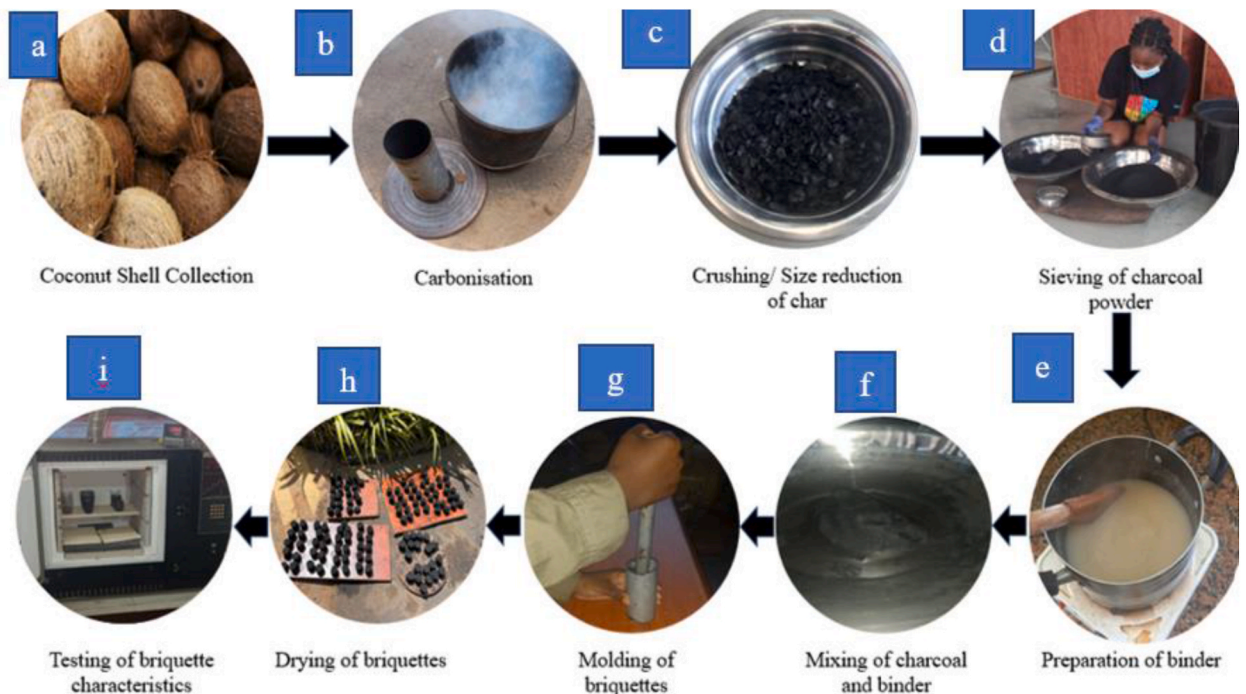 a
b
c
d
Coconut Shell Collection
Carbonisation
Crushing/ Size reduction
of char
Sieving of charcoal
powder
e
f
g
h
i
Preparation of binder
Mixing of charcoal
and binder
Molding of
briquettes
Drying of briquettes
Testing of briquette
characteristics